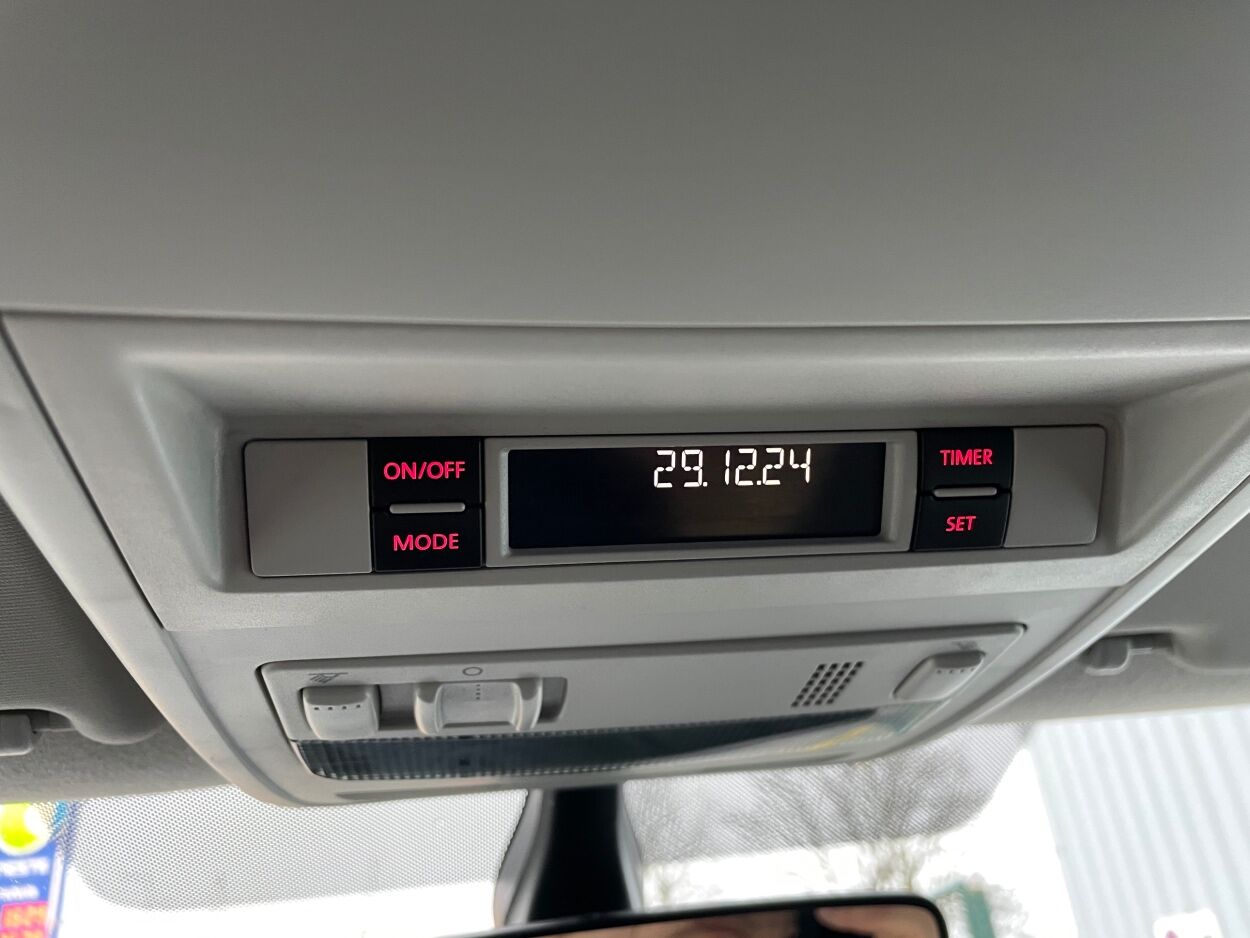 ON/OFF
29.12.24
TIMER
MODE
SET